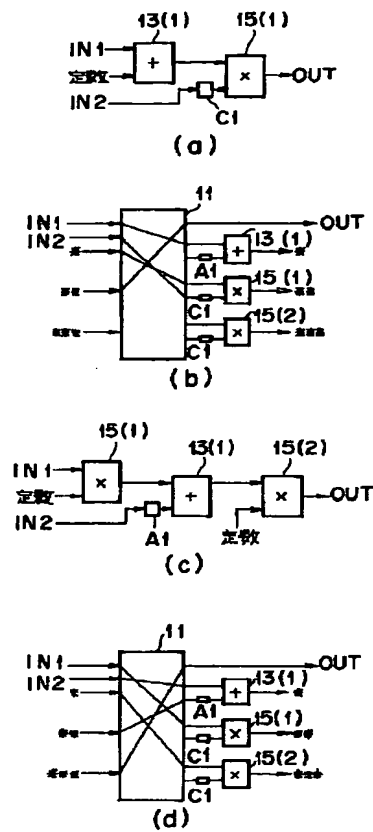 13(1) 15(1)
IN1
定数 + × OUT
IN2
C1
(a)
11
IN1 OUT
IN2 + 13(1)
A1
× 15(1)
C1
× 15(2)
C1
(b)
15(1) 13(1) 15(2)
IN1
定数 × + × OUT
IN2
A1 定数
(c)
11
IN1 OUT
IN2 + 13(1)
A1
× 15(1)
C1
× 15(2)
C1
(d)